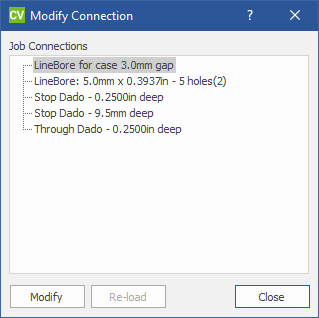 CV Modify Connection ? ×
Job Connections
LineBore for case 3.0mm gap
LineBore: 5.0mm x 0.3937in - 5 holes(2)
Stop Dado - 0.2500in deep
Stop Dado - 9.5mm deep
Through Dado - 0.2500in deep
Modify Re-load Close